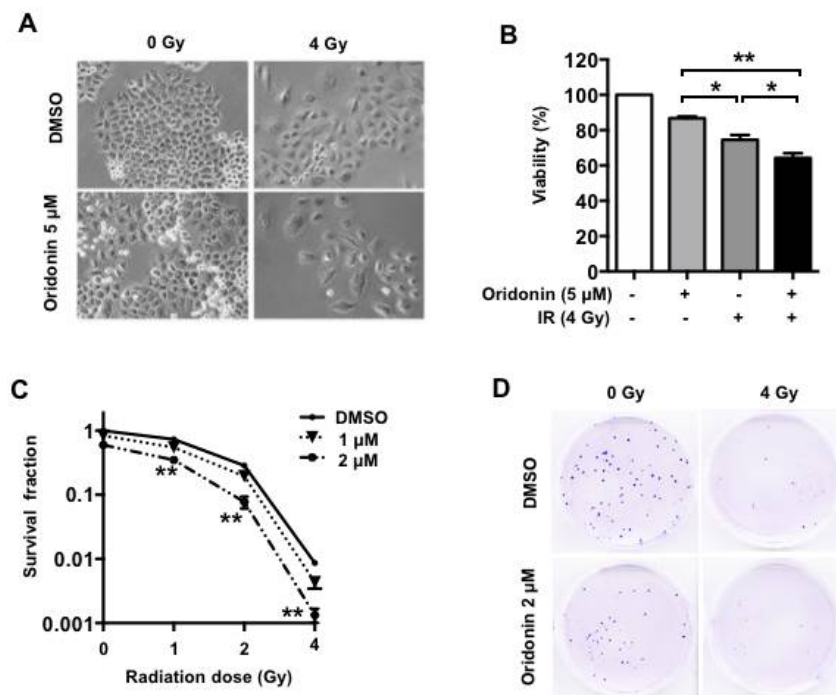 A
0 Gy
4 Gy
DMSO
Oridonin 5 µM
B
Viability (%)
120
100
80
60
40
20
0
**
*
*
Oridonin (5 µM)
-
+
-
+
IR (4 Gy)
-
-
+
+
C
Survival fraction
1
0.1
0.01
0.001
**
**
**
0
1
2
4
Radiation dose (Gy)
DMSO
1 µM
2 µM
D
0 Gy
4 Gy
DMSO
Oridonin 2 µM